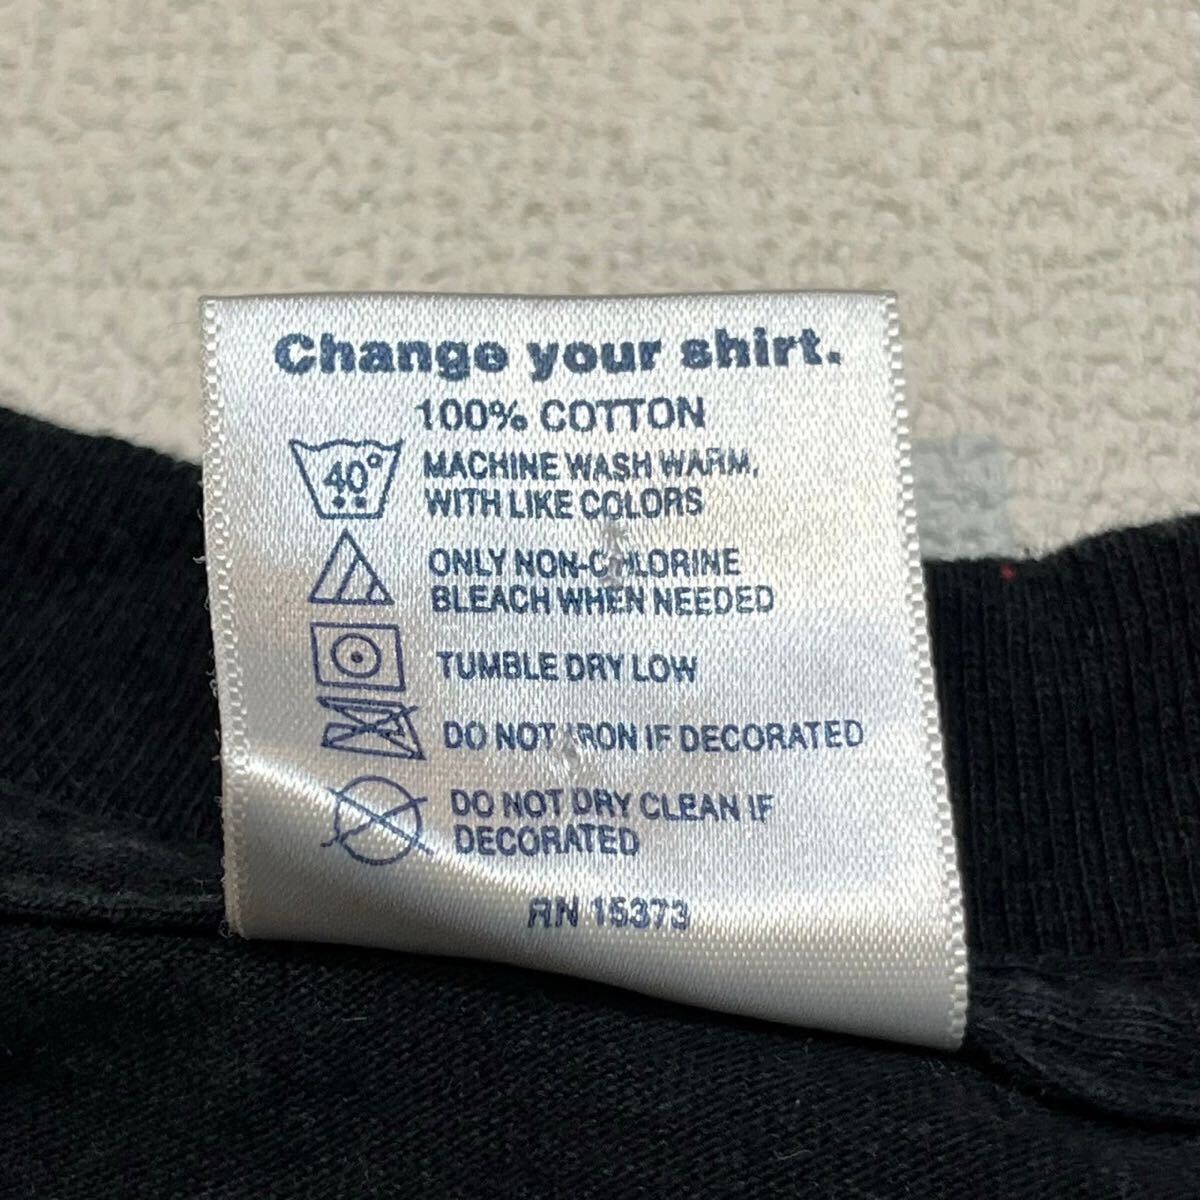 Change your shirt.
100% COTTON
40°
MACHINE WASH WARM,
WITH LIKE COLORS
ONLY NON-CHLORINE
BLEACH WHEN NEEDED
TUMBLE DRY LOW
DO NOT IRON IF DECORATED
DO NOT DRY CLEAN IF
DECORATED
RN 15373